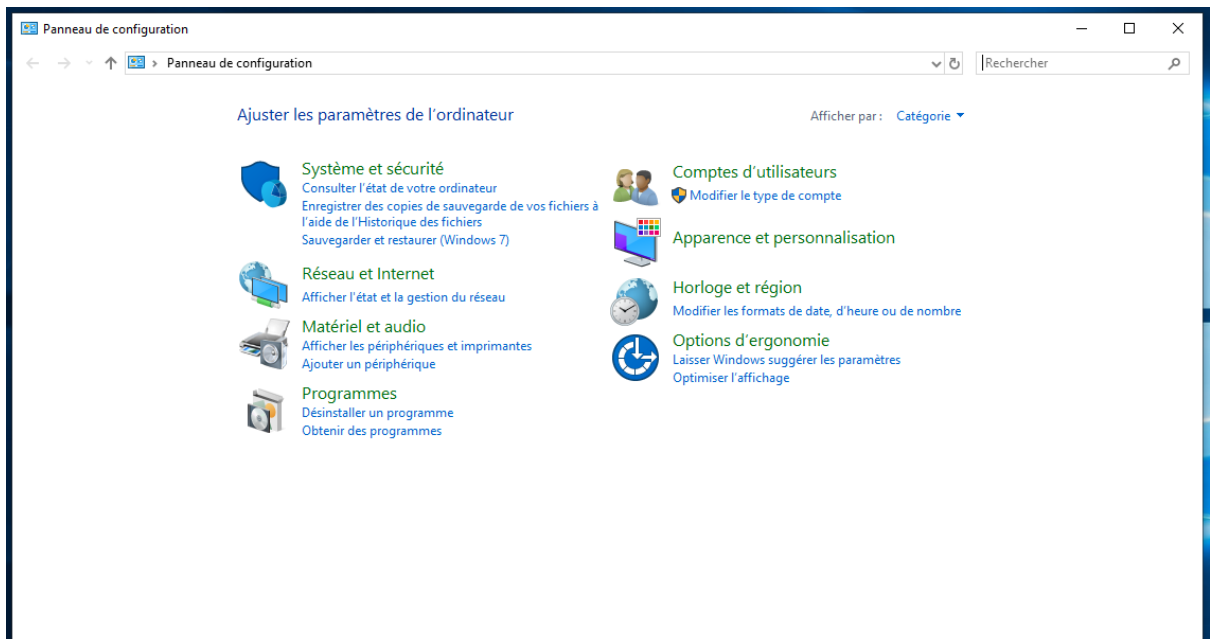 Panneau de configuration
Panneau de configuration
Rechercher
Ajuster les paramètres de l'ordinateur
Afficher par : Catégorie
Système et sécurité
Consulter l'état de votre ordinateur
Enregistrer des copies de sauvegarde de vos fichiers à
l'aide de l'Historique des fichiers
Sauvegarder et restaurer (Windows 7)
Réseau et Internet
Afficher l'état et la gestion du réseau
Matériel et audio
Afficher les périphériques et imprimantes
Ajouter un périphérique
Programmes
Désinstaller un programme
Obtenir des programmes
Comptes d'utilisateurs
Modifier le type de compte
Apparence et personnalisation
Horloge et région
Modifier les formats de date, d'heure ou de nombre
Options d'ergonomie
Laisser Windows suggérer les paramètres
Optimiser l'affichage